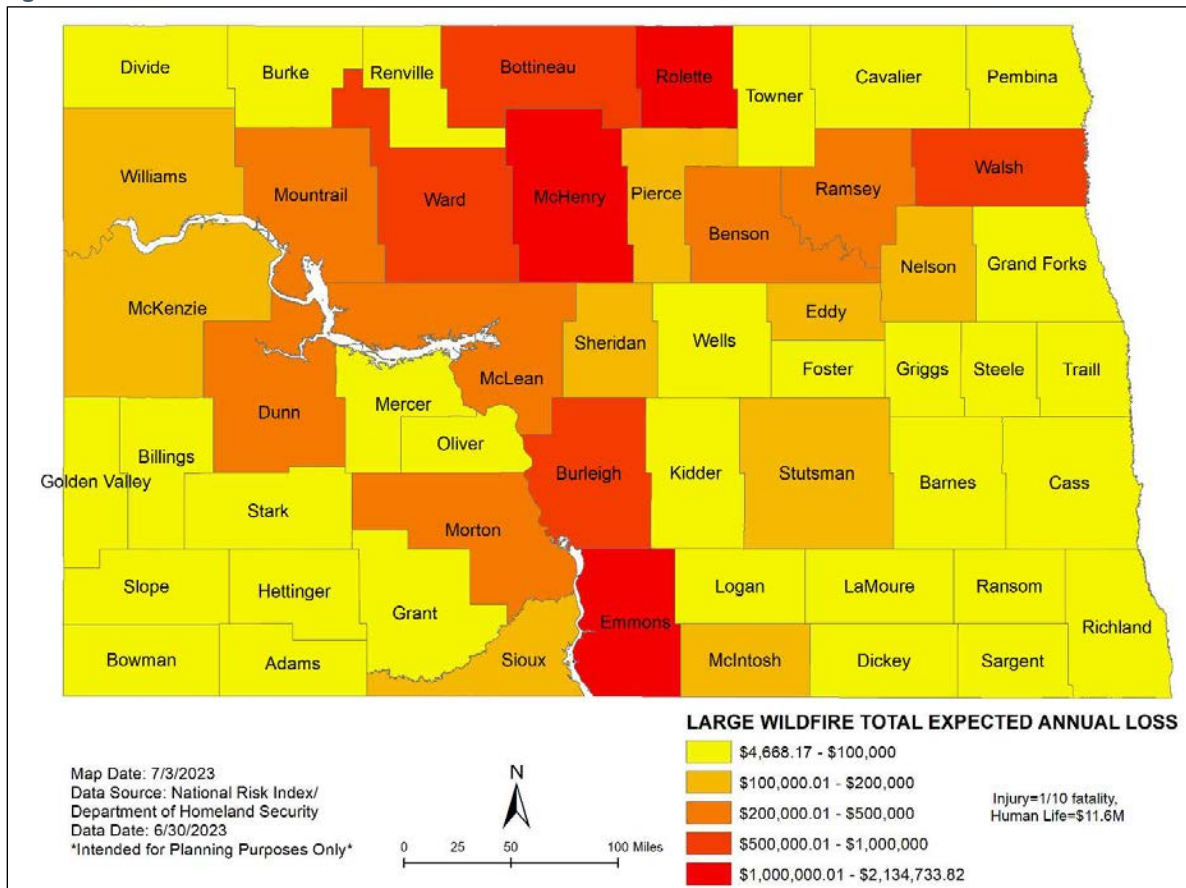 Divide
Burke
Renville
Bottineau
Rolette
Towner
Cavalier
Pembina
Williams
Mountrail
Ward
McHenry
Pierce
Benson
Ramsey
Walsh
Nelson
Grand Forks
McKenzie
Dunn
McLean
Sheridan
Wells
Eddy
Foster
Griggs
Steele
Traill
Mercer
Oliver
Golden Valley
Billings
Stark
Morton
Burleigh
Kidder
Stutsman
Barnes
Cass
Slope
Hettinger
Grant
Emmons
Logan
LaMoure
Ransom
Richland
Bowman
Adams
Sioux
McIntosh
Dickey
Sargent
LARGE WILDFIRE TOTAL EXPECTED ANNUAL LOSS
$4,668.17 - $100,000
$100,000.01 - $200,000
$200,000.01 - $500,000
$500,000.01 - $1,000,000
$1,000,000.01 - $2,134,733.82
Injury=1/10 fatality,
Human Life=$11.6M
Map Date: 7/3/2023
Data Source: National Risk Index/
Department of Homeland Security
Data Date: 6/30/2023
*Intended for Planning Purposes Only*
N
0 25 50 100 Miles